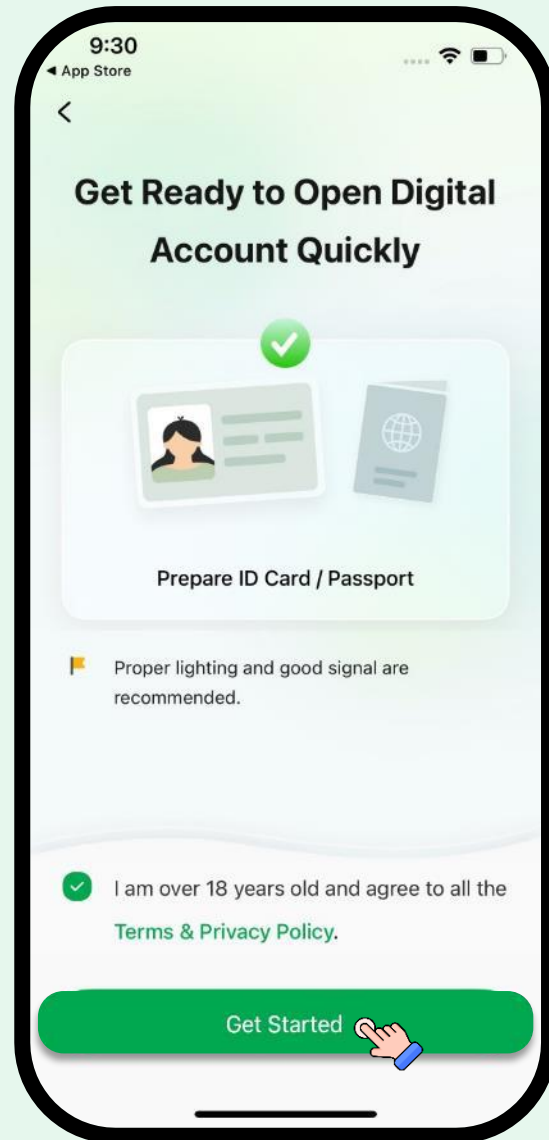 9:30
◀ App Store
Get Ready to Open Digital
Account Quickly
Prepare ID Card / Passport
Proper lighting and good signal are
recommended.
I am over 18 years old and agree to all the
Terms & Privacy Policy.
Get Started